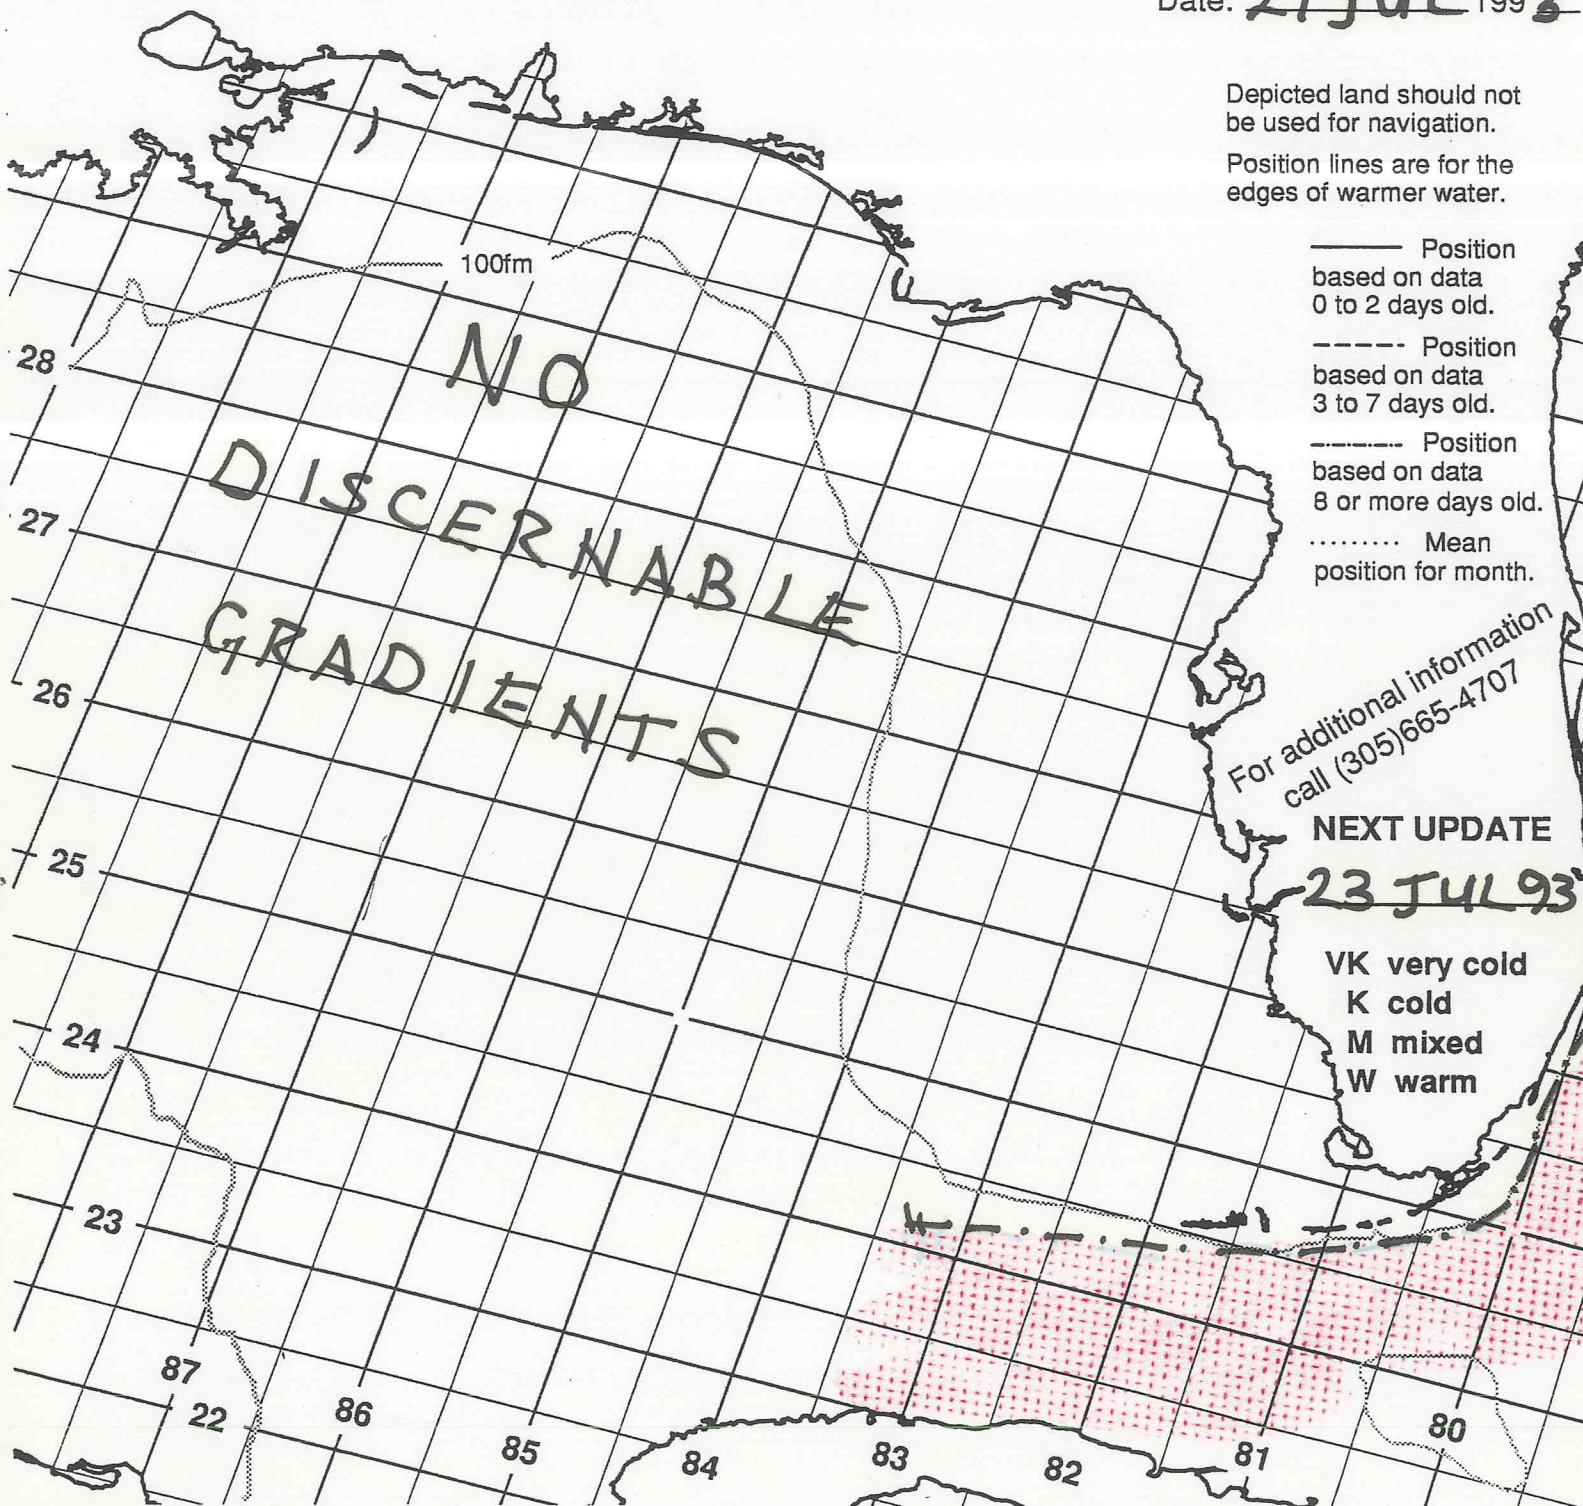 Date: 21 JUL 1993
Depicted land should not
be used for navigation.
Position lines are for the
edges of warmer water.
Position
based on data
0 to 2 days old.
Position
based on data
3 to 7 days old.
Position
based on data
8 or more days old.
Mean
position for month.
100fm
NO
DISCERNABLE
GRADIENTS
For additional information
call (305)665-4707
NEXT UPDATE
23 JUL 93
VK very cold
K cold
M mixed
W warm
28
27
26
25
24
23
22
87
86
85
84
83
82
81
80